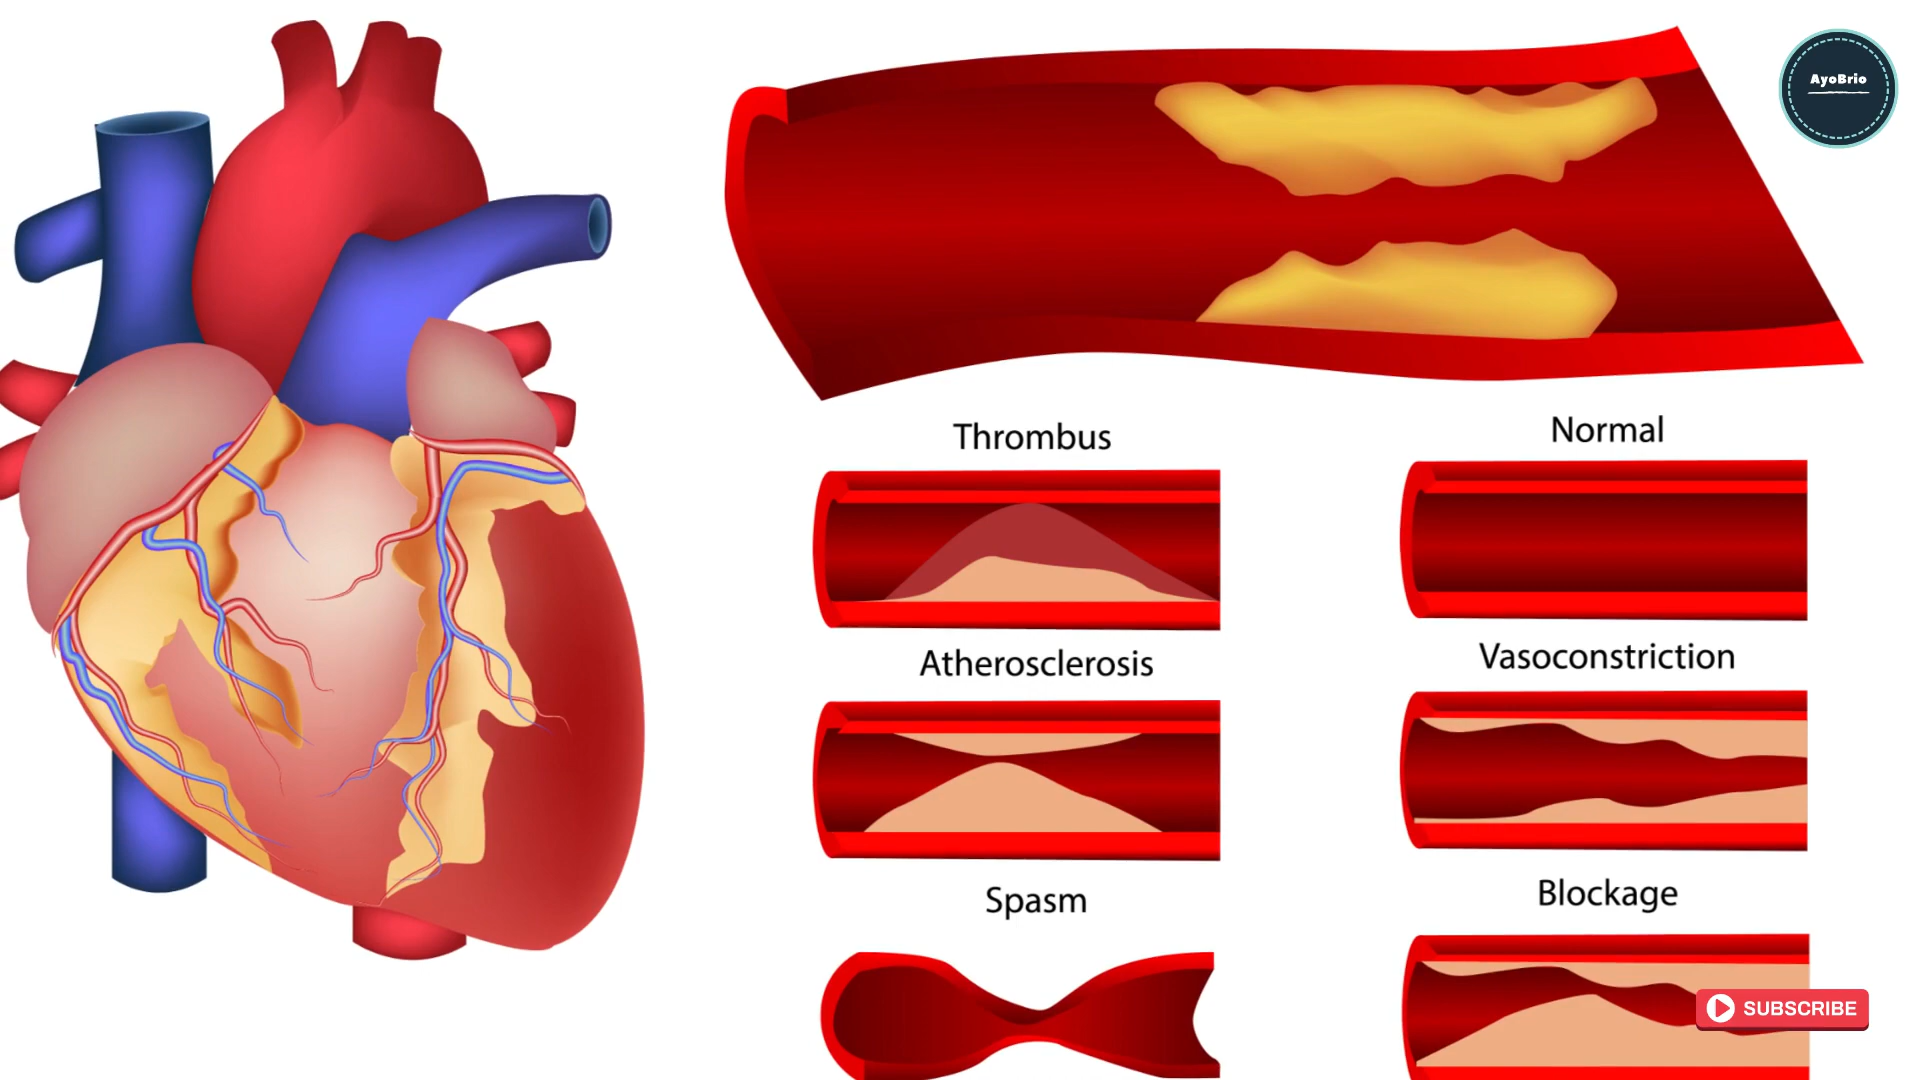 AyoBrio
Thrombus
Normal
Atherosclerosis
Vasoconstriction
Spasm
Blockage
SUBSCRIBE